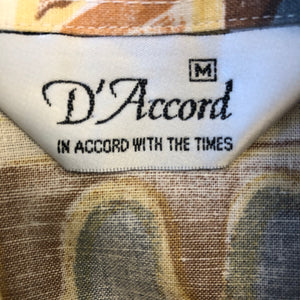 M
D'Accord
IN ACCORD WITH THE TIMES